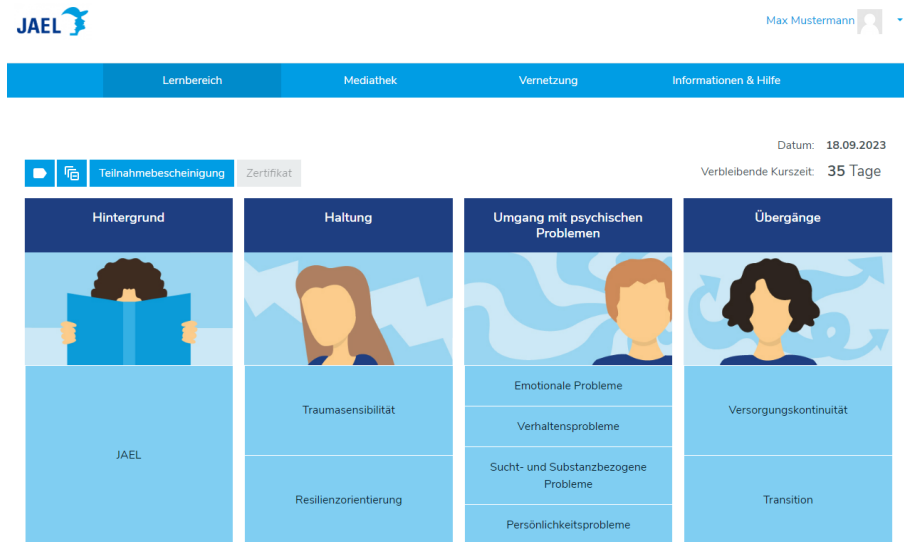 JAEL
Max Mustermann
Lernbereich
Mediathek
Vernetzung
Informationen & Hilfe
Datum: 18.09.2023
Teilnahmebescheinigung
Zertifikat
Verbleibende Kurszeit: 35 Tage
Hintergrund
Haltung
Umgang mit psychischen
Problemen
Übergänge
JAEL
Traumasensibilität
Resilienzorientierung
Emotionale Probleme
Verhaltensprobleme
Sucht- und Substanzbezogene
Probleme
Persönlichkeitsprobleme
Versorgungskontinuität
Transition